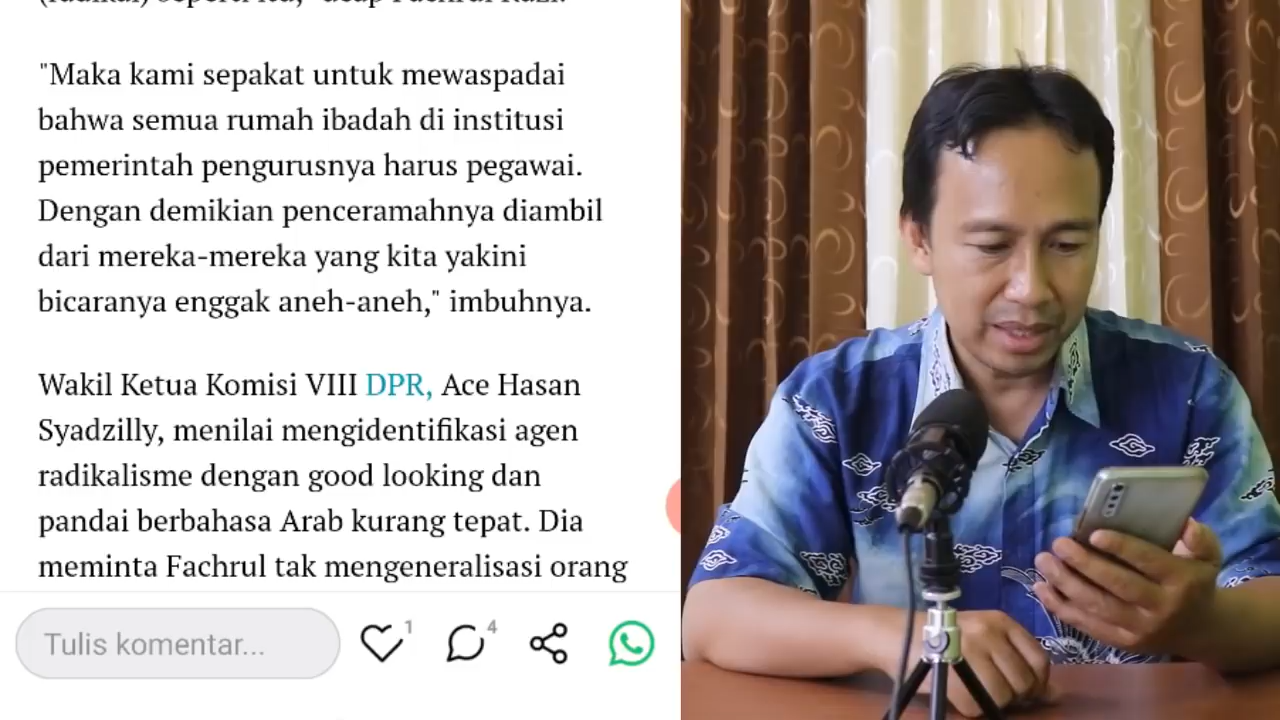 "Maka kami sepakat untuk mewaspadai
bahwa semua rumah ibadah di institusi
pemerintah pengurusnya harus pegawai.
Dengan demikian penceramahnya diambil
dari mereka-mereka yang kita yakini
bicaranya enggak aneh-aneh," imbuhnya.
Wakil Ketua Komisi VIII DPR, Ace Hasan
Syadzilly, menilai mengidentifikasi agen
radikalisme dengan good looking dan
pandai berbahasa Arab kurang tepat. Dia
meminta Fachrul tak mengeneralisasi orang
Tulis komentar...
1
4